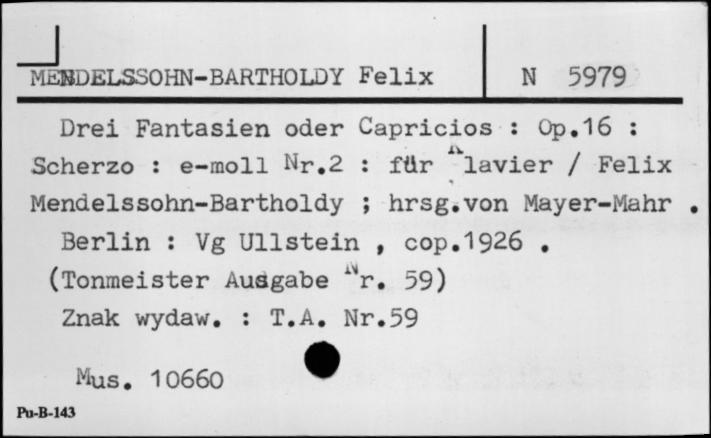 MENDELSSOHN-BARTHOLDY Felix
N 5979
Drei Fantasien oder Capricios : Op.16 :
Scherzo : e-moll Nr.2 : für Klavier / Felix
Mendelssohn-Bartholdy ; hrsg.von Mayer-Mahr .
Berlin : Vg Ullstein , cop.1926 .
(Tonmeister Ausgabe Nr. 59)
Znak wydaw. : T.A. Nr.59
Mus. 10660
Pu-B-143